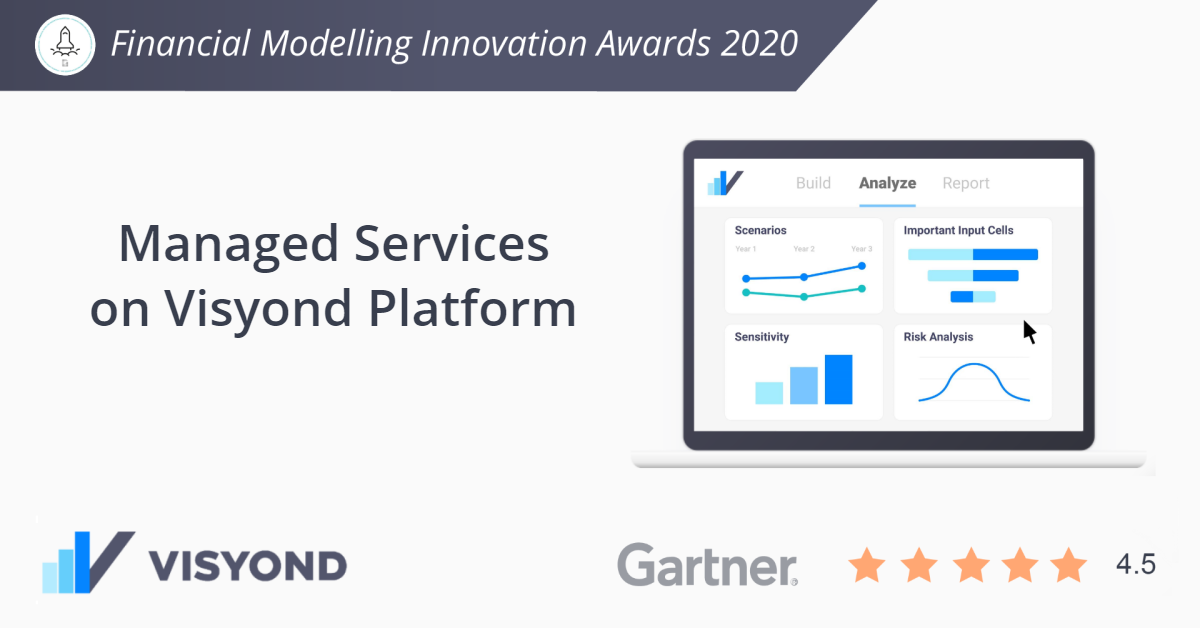 Financial Modelling Innovation Awards 2020
Managed Services
on Visyond Platform
Build Analyze Report
Scenarios
Year 1 Year 2 Year 3
Important Input Cells
Sensitivity
Risk Analysis
VISYOND
Gartner
4.5